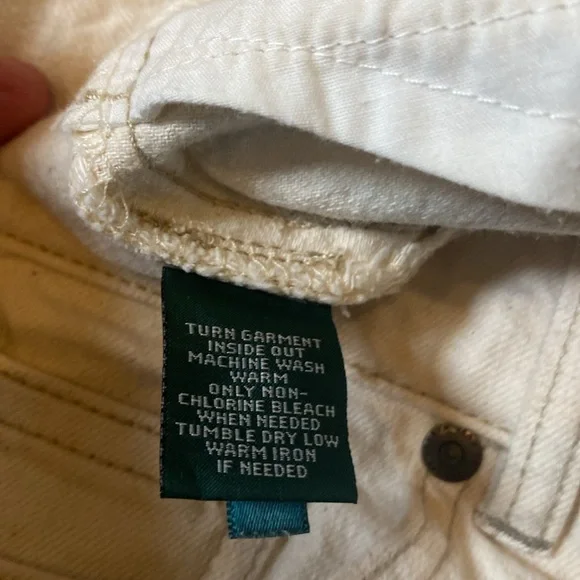 TURN GARMENT
INSIDE OUT
MACHINE WASH
WARM
ONLY NON-
CHLORINE BLEACH
WHEN NEEDED
TUMBLE DRY LOW
WARM IRON
IF NEEDED